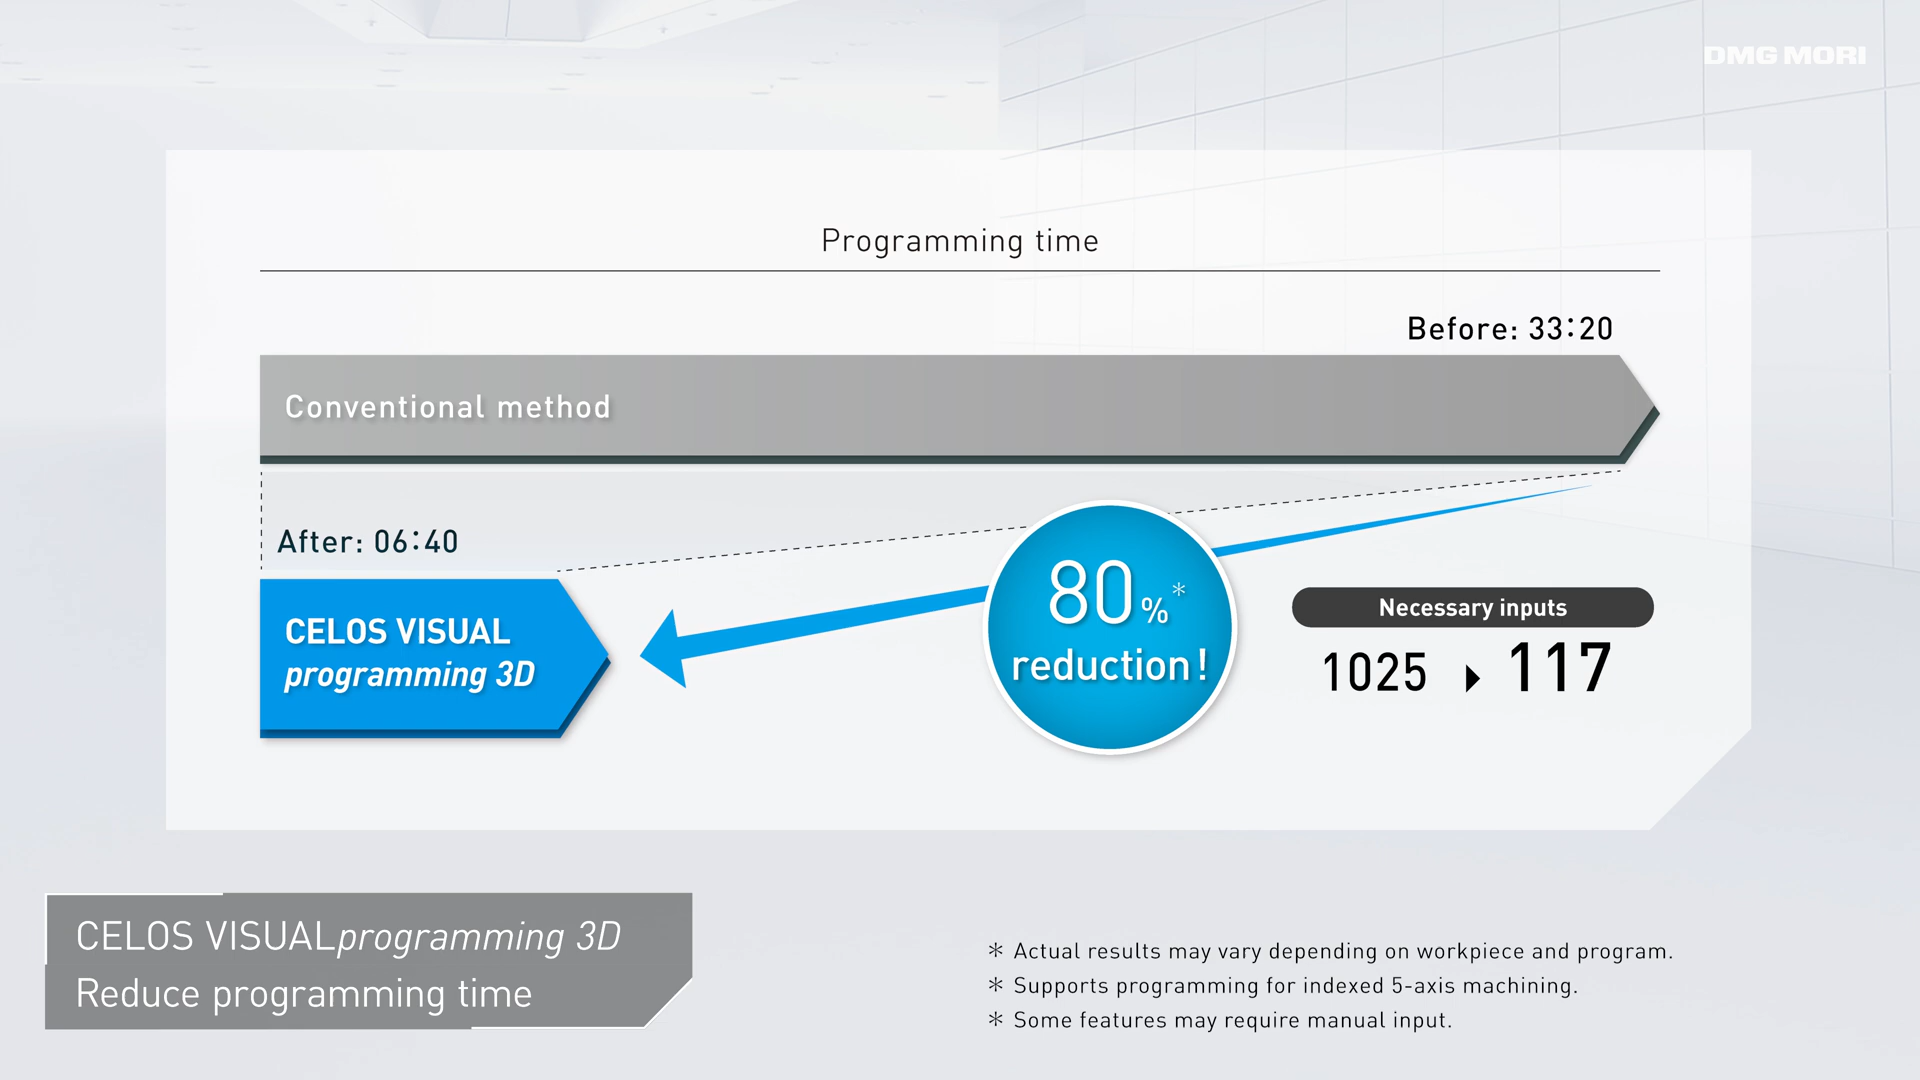 DMG MORI
Programming time
Before: 33:20
Conventional method
After: 06:40
CELOS VISUAL
programming 3D
80%*
reduction!
Necessary inputs
1025 ▶ 117
CELOS VISUALprogramming 3D
Reduce programming time
* Actual results may vary depending on workpiece and program.
* Supports programming for indexed 5-axis machining.
* Some features may require manual input.